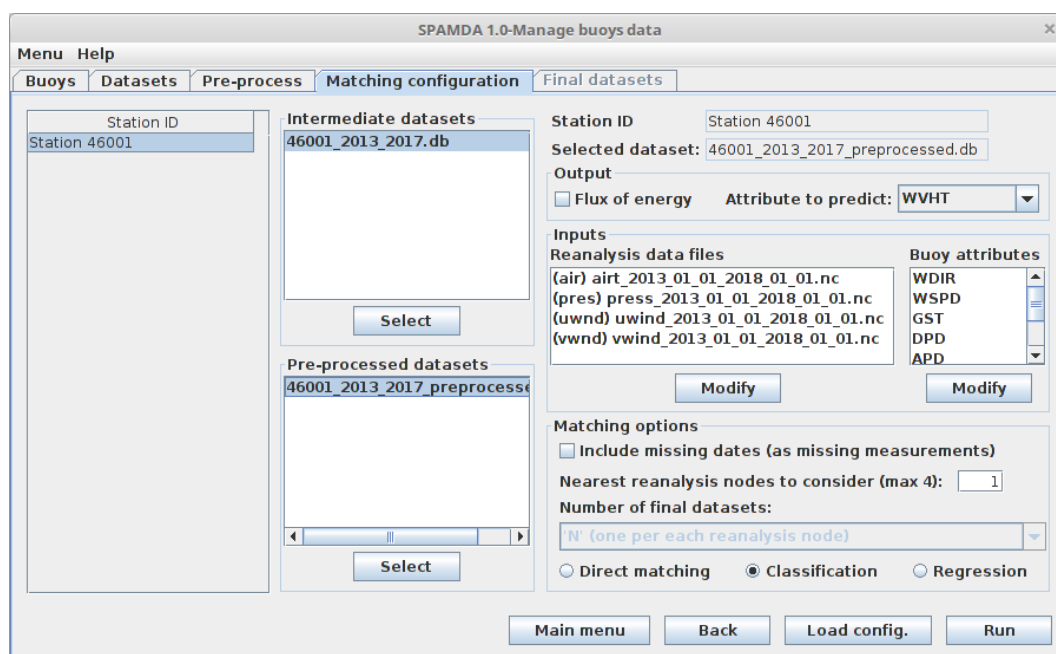 SPAMDA 1.0-Manage buoys data
Menu Help
Buoys Datasets Pre-process Matching configuration Final datasets
Station ID
Station 46001
Intermediate datasets
46001_2013_2017.db
Select
Pre-processed datasets
46001_2013_2017_preprocesse
Select
Station ID Station 46001
Selected dataset: 46001_2013_2017_preprocessed.db
Output
Flux of energy Attribute to predict: WVHT
Inputs
Reanalysis data files
(air) airt_2013_01_01_2018_01_01.nc
(pres) press_2013_01_01_2018_01_01.nc
(uwnd) uwind_2013_01_01_2018_01_01.nc
(vwnd) vwind_2013_01_01_2018_01_01.nc
Modify
Buoy attributes
WDIR
WSPD
GST
DPD
APD
Modify
Matching options
Include missing dates (as missing measurements)
Nearest reanalysis nodes to consider (max 4): 1
Number of final datasets:
'N' (one per each reanalysis node)
Direct matching Classification Regression
Main menu Back Load config. Run